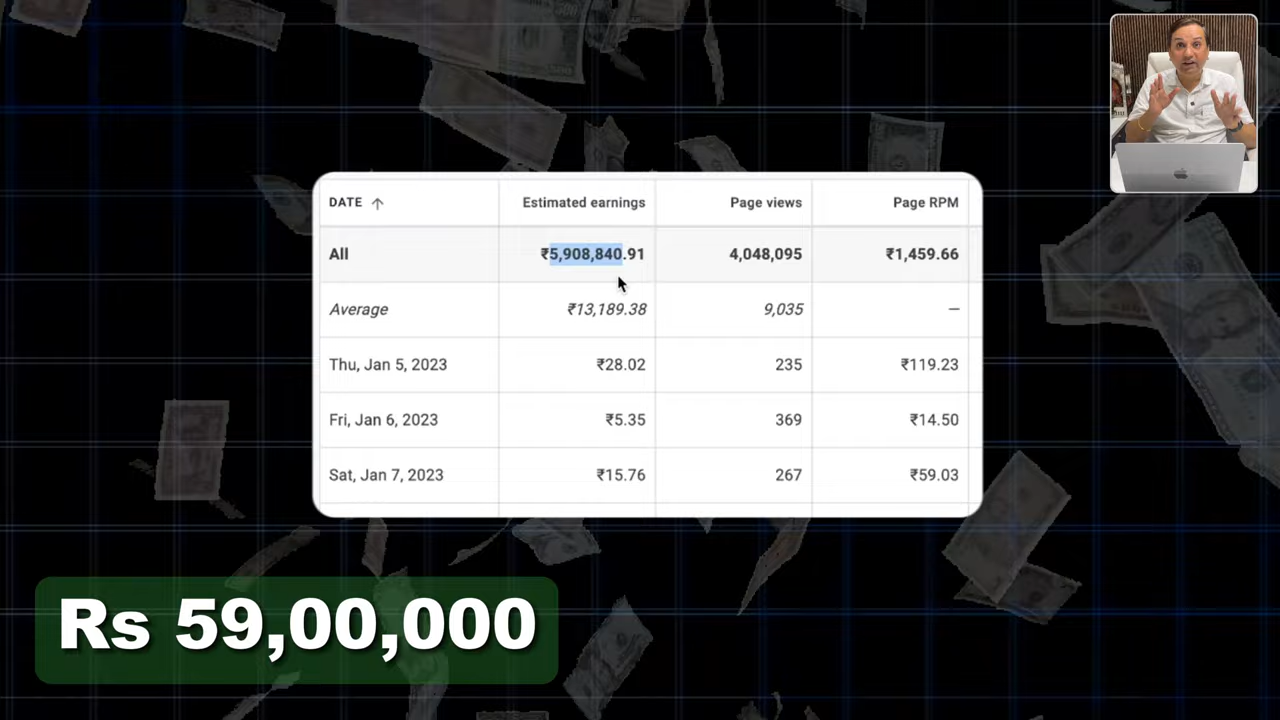 DATE ↑ Estimated earnings Page views Page RPM
All ₹5,908,840.91 4,048,095 ₹1,459.66
Average ₹13,189.38 9,035 –
Thu, Jan 5, 2023 ₹28.02 235 ₹119.23
Fri, Jan 6, 2023 ₹5.35 369 ₹14.50
Sat, Jan 7, 2023 ₹15.76 267 ₹59.03
Rs 59,00,000